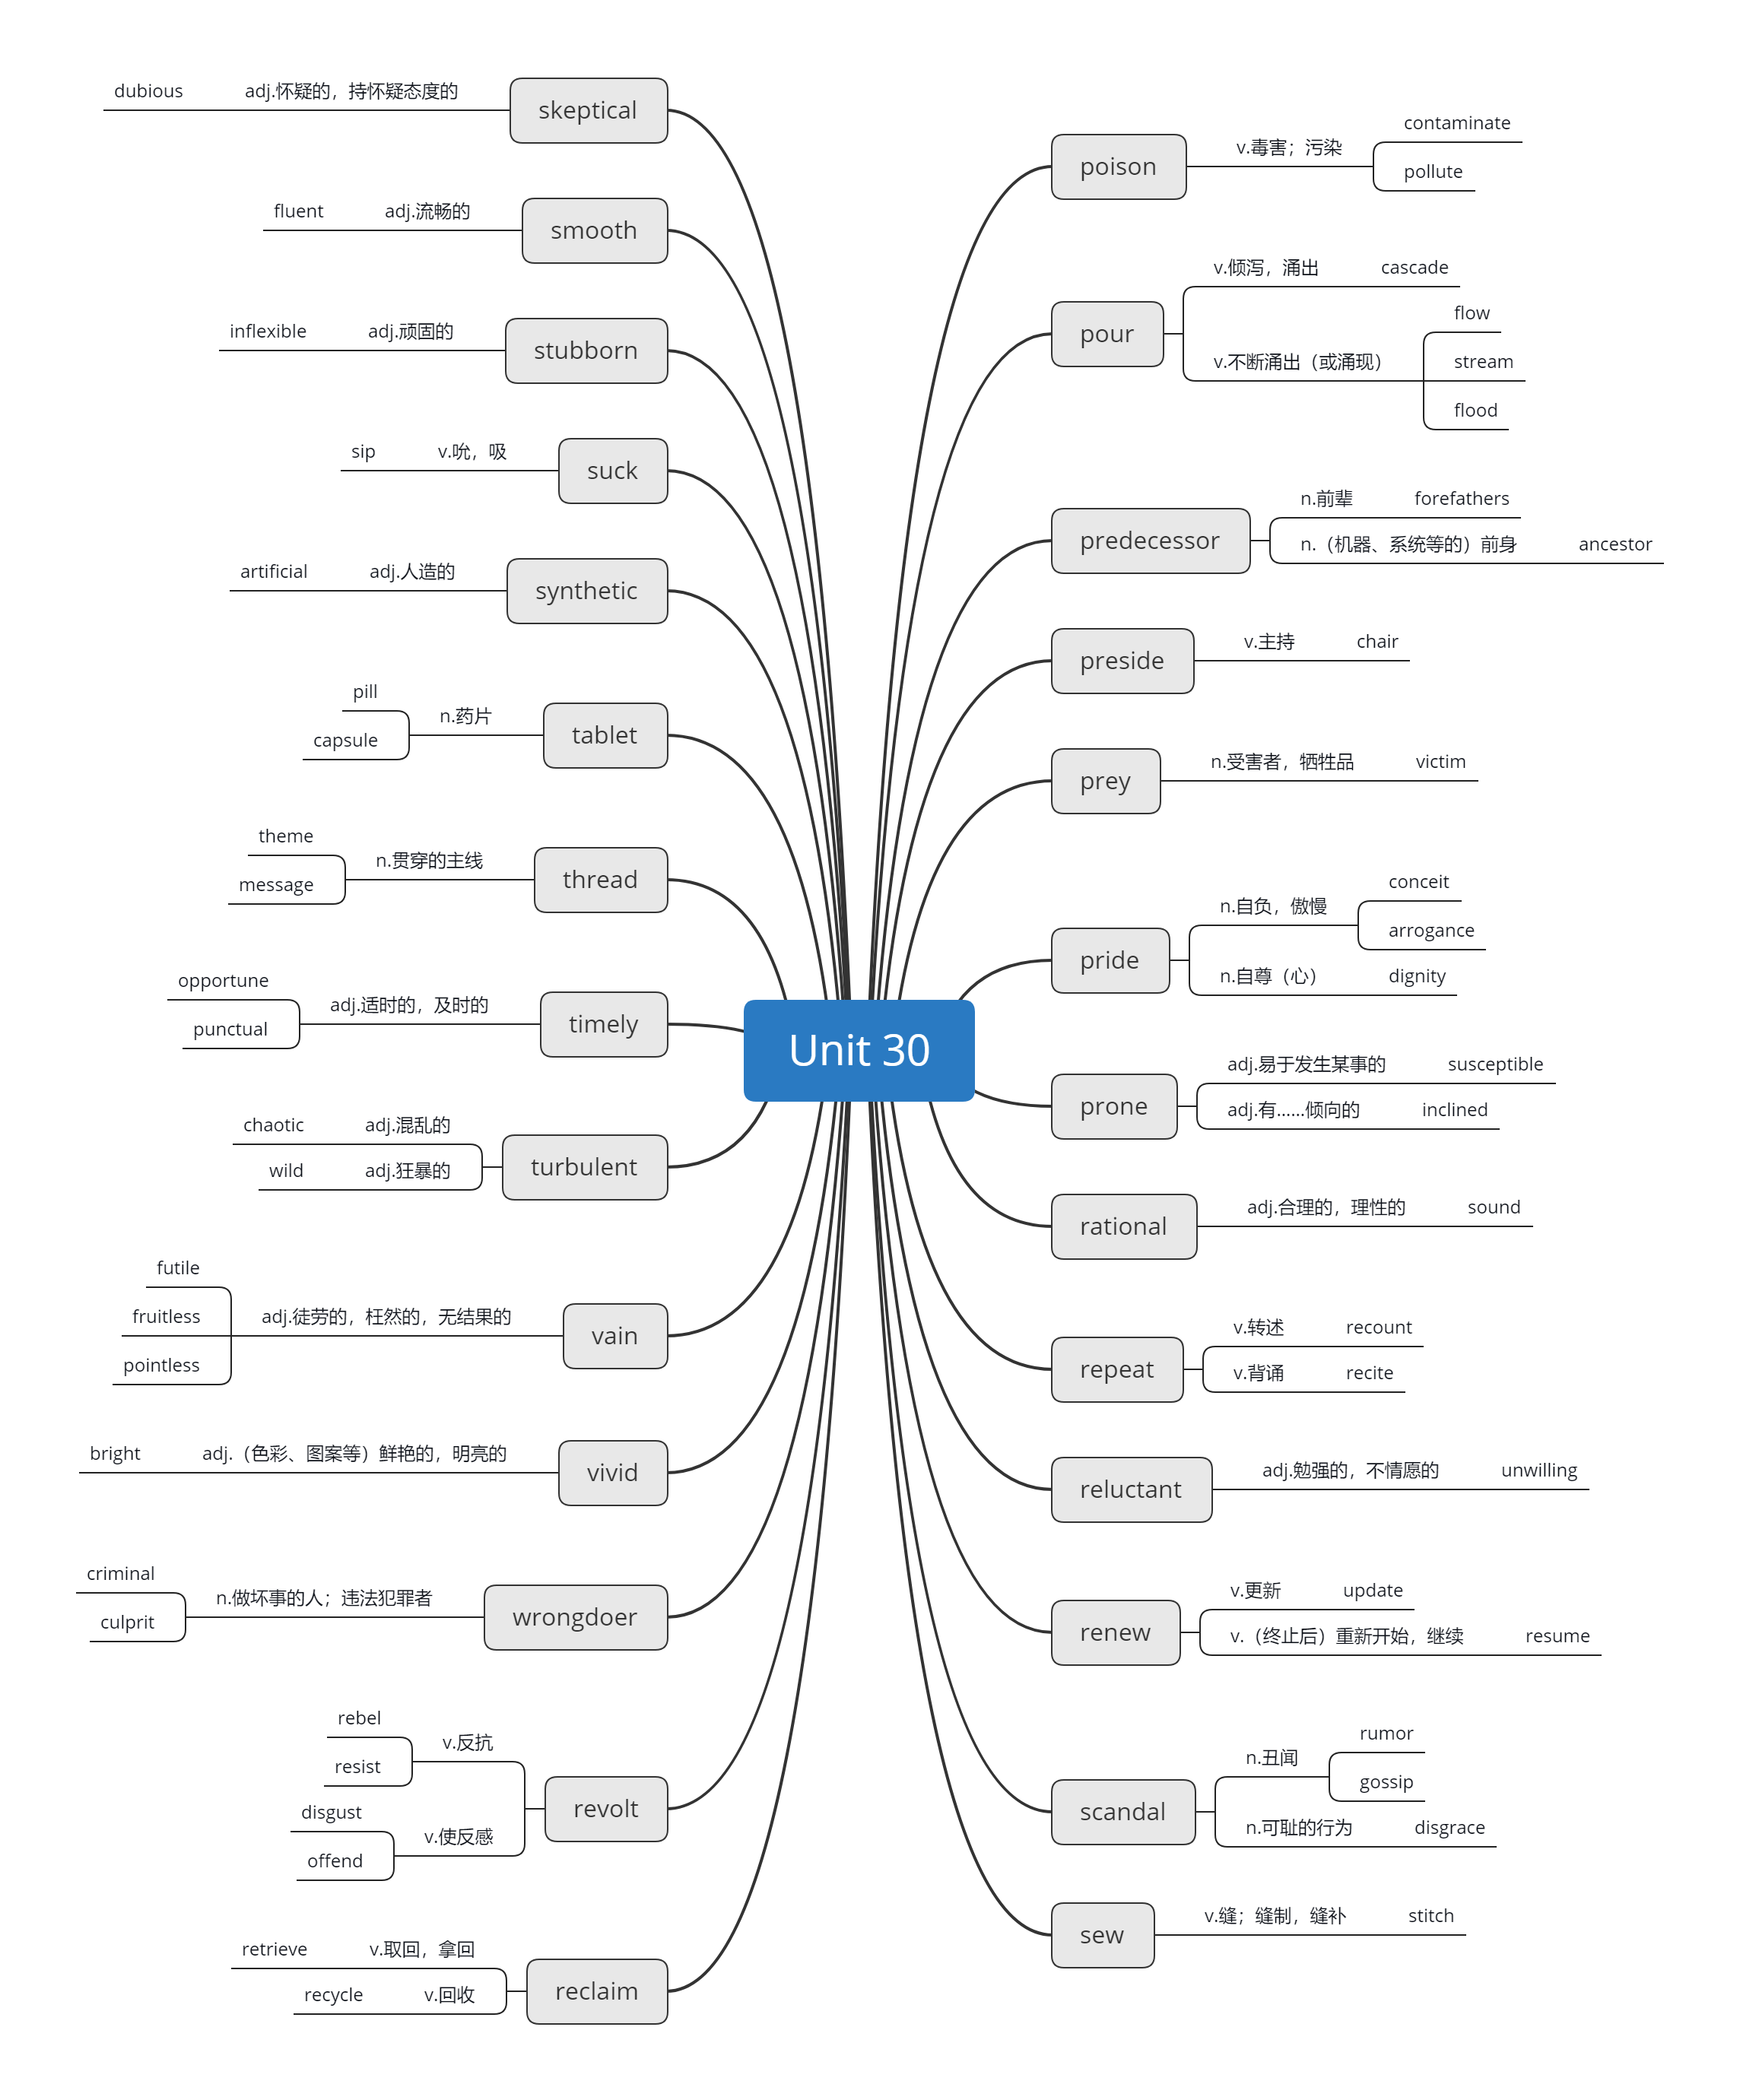 Unit 30
poison
v.毒害；污染
contaminate
pollute
pour
v.倾泻，涌出
cascade
v.不断涌出（或涌现）
flow
stream
flood
predecessor
n.前辈
forefathers
n.（机器、系统等的）前身
ancestor
preside
v.主持
chair
prey
n.受害者，牺牲品
victim
pride
n.自负，傲慢
conceit
arrogance
n.自尊（心）
dignity
prone
adj.易于发生某事的
susceptible
adj.有……倾向的
inclined
rational
adj.合理的，理性的
sound
repeat
v.转述
recount
v.背诵
recite
reluctant
adj.勉强的，不情愿的
unwilling
renew
v.更新
update
v.（终止后）重新开始，继续
resume
scandal
n.丑闻
rumor
gossip
n.可耻的行为
disgrace
sew
v.缝；缝制，缝补
stitch
skeptical
adj.怀疑的，持怀疑态度的
dubious
smooth
adj.流畅的
fluent
stubborn
adj.顽固的
inflexible
suck
v.吮，吸
sip
synthetic
adj.人造的
artificial
tablet
n.药片
pill
capsule
thread
n.贯穿的主线
theme
message
timely
adj.适时的，及时的
opportune
punctual
turbulent
adj.混乱的
chaotic
adj.狂暴的
wild
vain
adj.徒劳的，枉然的，无结果的
futile
fruitless
pointless
vivid
adj.（色彩、图案等）鲜艳的，明亮的
bright
wrongdoer
n.做坏事的人；违法犯罪者
criminal
culprit
revolt
v.反抗
rebel
resist
v.使反感
disgust
offend
reclaim
v.取回，拿回
retrieve
v.回收
recycle